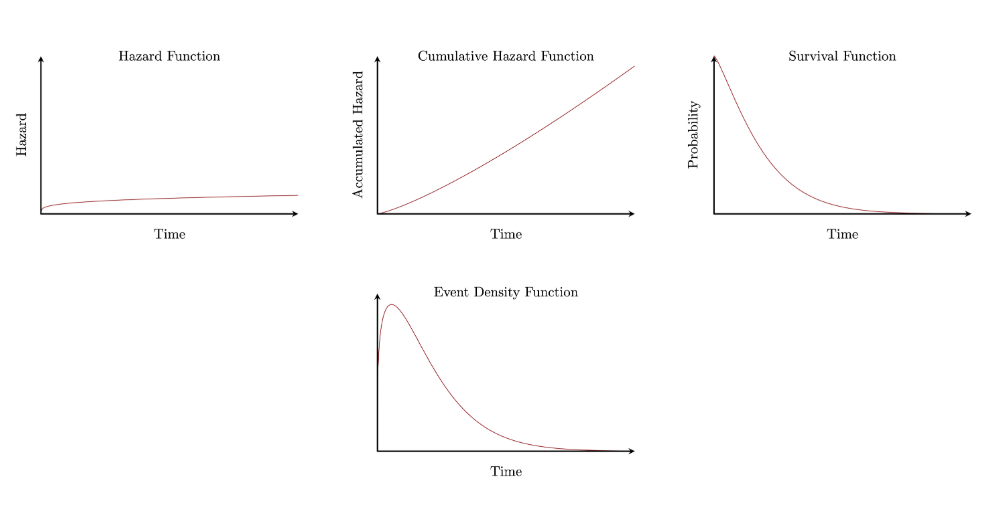 Hazard Function
Hazard
Time
Cumulative Hazard Function
Accumulated Hazard
Time
Survival Function
Probability
Time
Event Density Function
Time